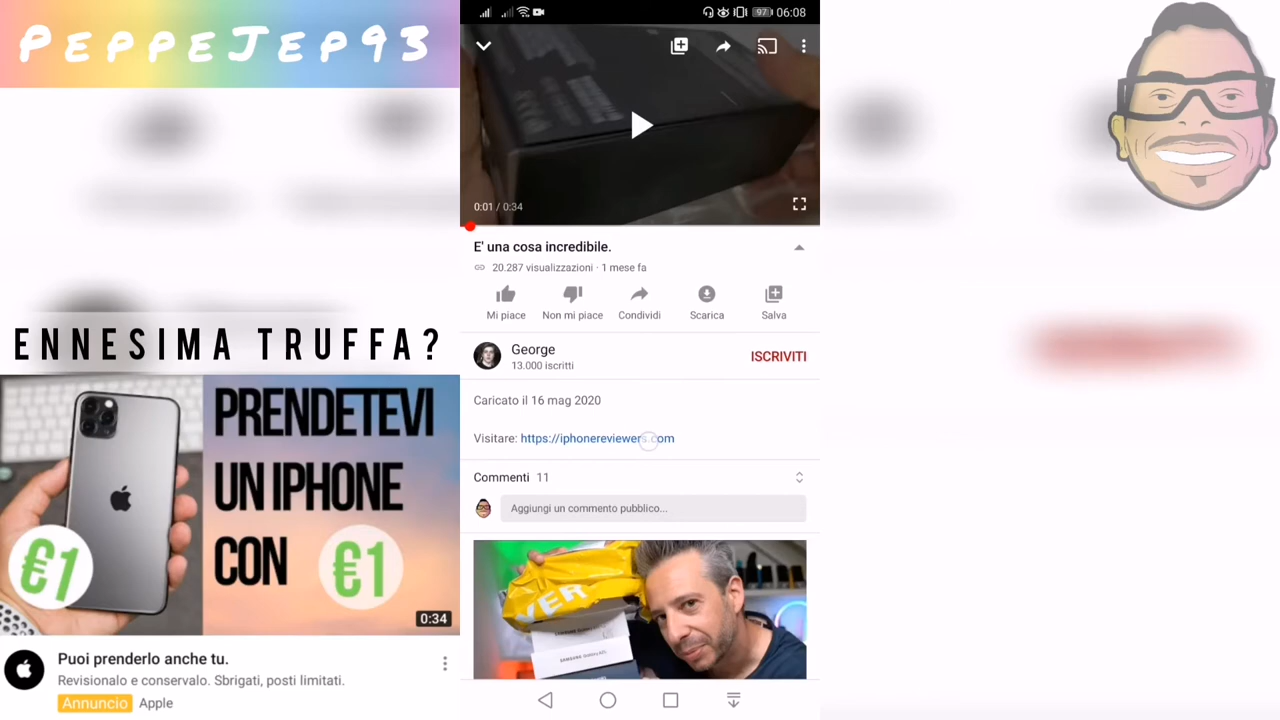 PEPPEJEP93
ENNESIMA TRUFFA?
PRENDETEVI
UN IPHONE
CON €1
€1
0:34
Puoi prenderlo anche tu.
Revisionalo e conservalo. Sbrigati, posti limitati.
Annuncio Apple
97 06:08
0:01 / 0:34
E' una cosa incredibile.
20.287 visualizzazioni · 1 mese fa
Mi piace Non mi piace Condividi Scarica Salva
George
13.000 iscritti
ISCRIVITI
Caricato il 16 mag 2020
Visitare: https://iphonereviewers.com
Commenti 11
Aggiungi un commento pubblico...
VER